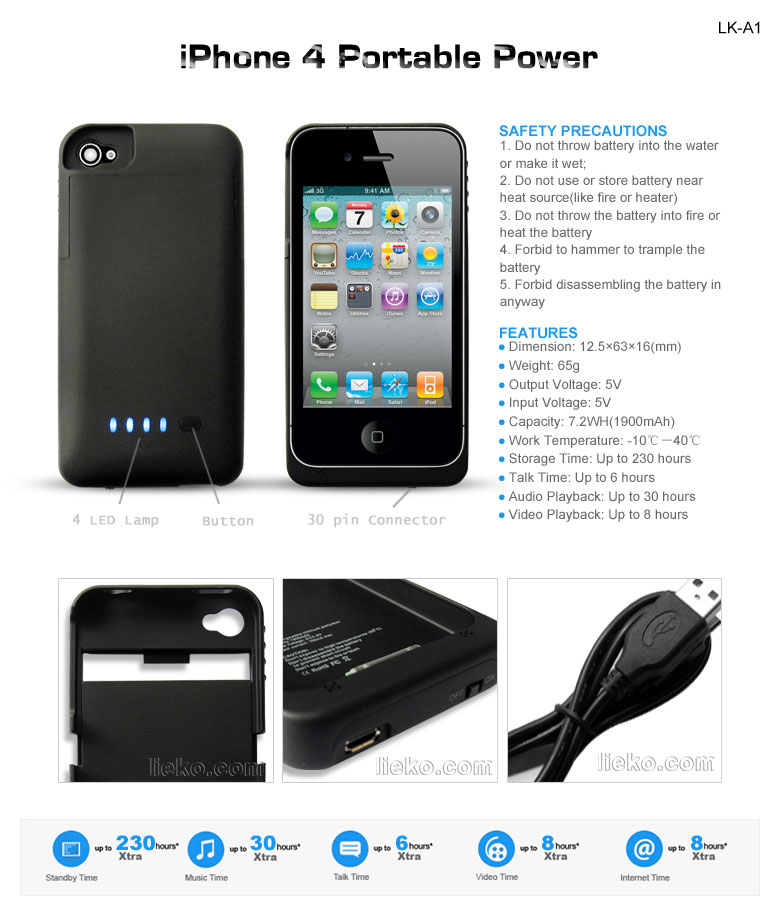 LK-A1
iPhone 4 Portable Power
SAFETY PRECAUTIONS
1. Do not throw battery into the water
or make it wet;
2. Do not use or store battery near
heat source(like fire or heater)
3. Do not throw the battery into fire or
heat the battery
4. Forbid to hammer to trample the
battery
5. Forbid disassembling the battery in
anyway
FEATURES
Dimension: 12.5×63×16(mm)
Weight: 65g
Output Voltage: 5V
Input Voltage: 5V
Capacity: 7.2WH(1900mAh)
Work Temperature: -10℃－40℃
Storage Time: Up to 230 hours
Talk Time: Up to 6 hours
Audio Playback: Up to 30 hours
Video Playback: Up to 8 hours
3G 9:41 AM
Monday
7
Messages Calendar Photos Camera
280
73°
YouTube Stocks Maps Weather
Notes Utilities iTunes App Store
Settings
Phone Mail Safari iPod
4 LED Lamp
Button
30 pin Connector
OFF ON
lieko.com
lieko.com
lieko.com
up to 230 hours* Xtra
Standby Time
up to 30 hours* Xtra
Music Time
up to 6 hours* Xtra
Talk Time
up to 8 hours* Xtra
Video Time
up to 8 hours* Xtra
Internet Time